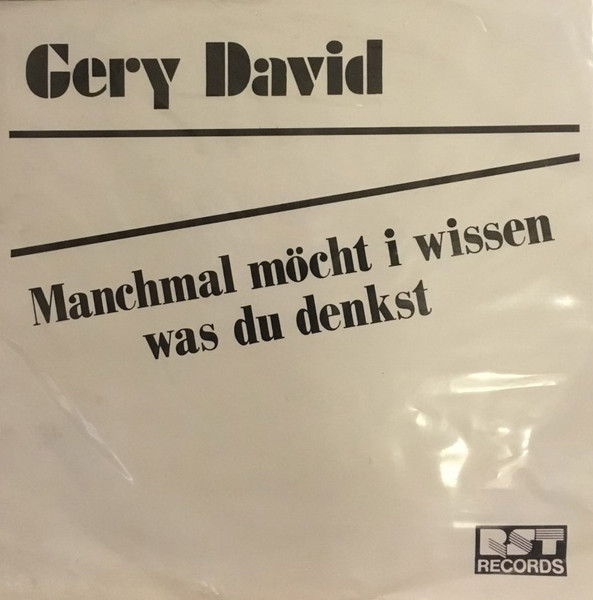 Gery David
Manchmal möcht i wissen
was du denkst
RST
RECORDS